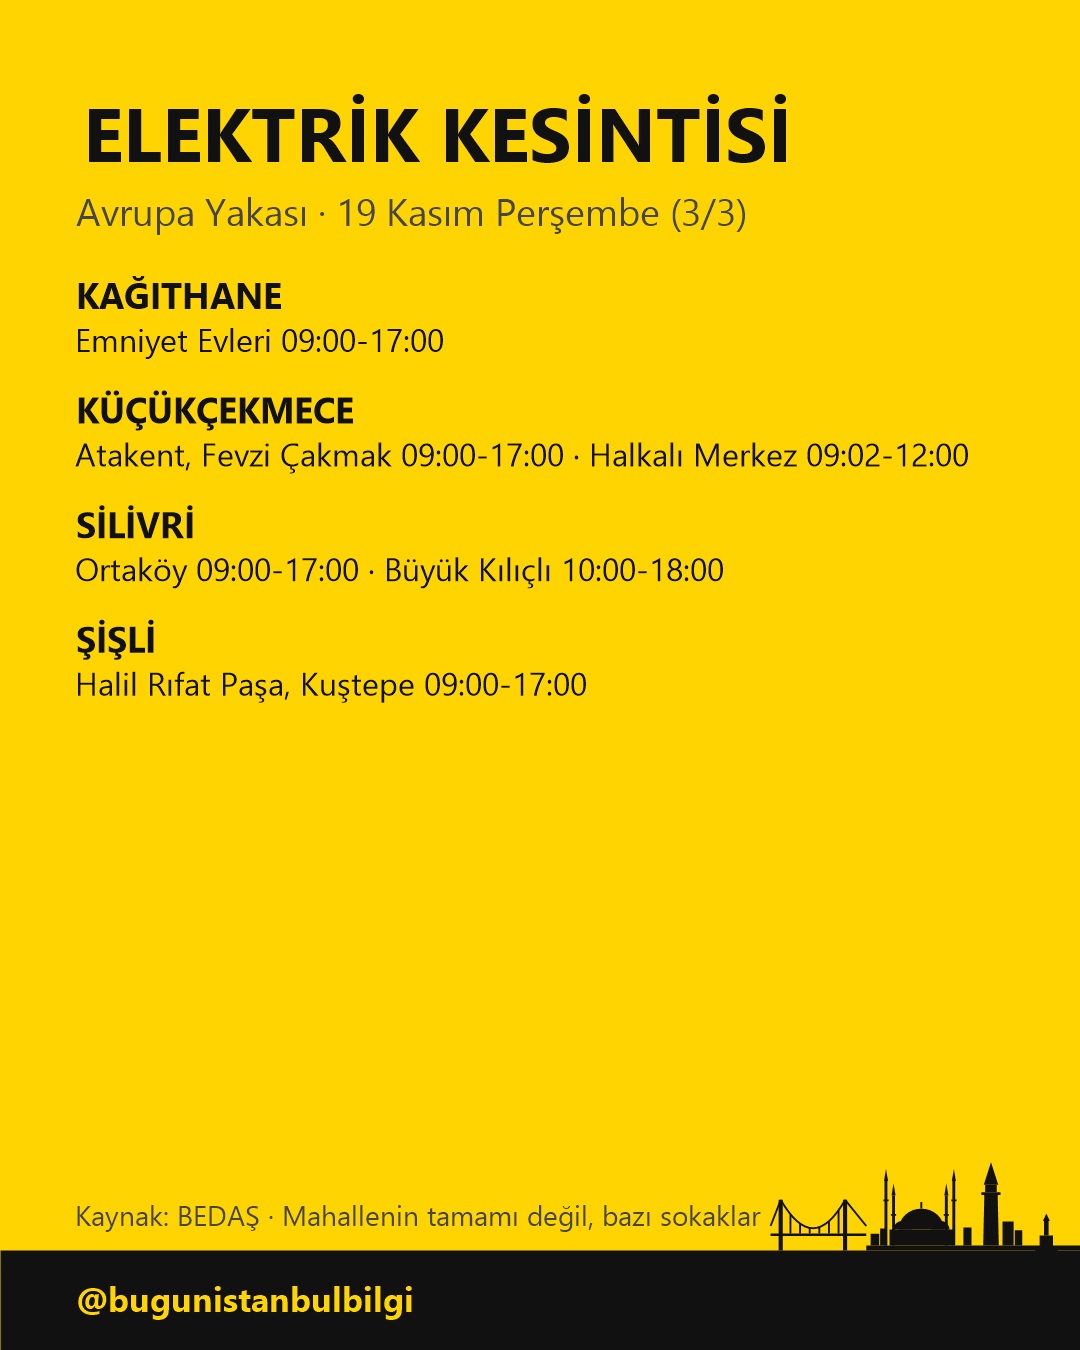 ELEKTRİK KESİNTİSİ
Avrupa Yakası · 19 Kasım Perşembe (3/3)
KAĞITHANE
Emniyet Evleri 09:00-17:00
KÜÇÜKÇEKMECE
Atakent, Fevzi Çakmak 09:00-17:00 · Halkalı Merkez 09:02-12:00
SİLİVRİ
Ortaköy 09:00-17:00 · Büyük Kılıçlı 10:00-18:00
ŞİŞLİ
Halil Rıfat Paşa, Kuştepe 09:00-17:00
Kaynak: BEDAŞ · Mahallenin tamamı değil, bazı sokaklar
@bugunistanbulbilgi